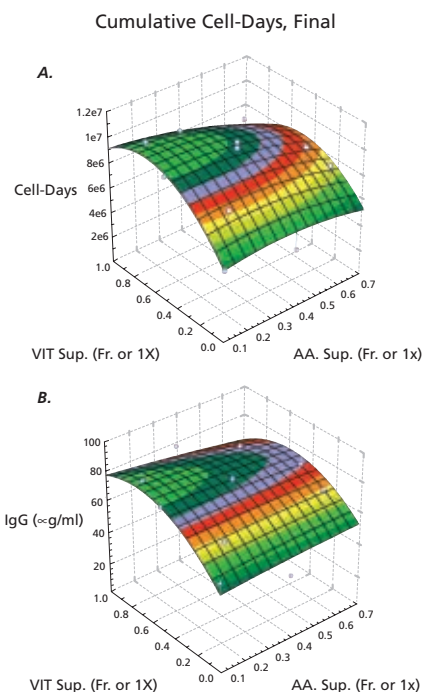 Cumulative Cell-Days, Final
A.
1.2e7
1e7
8e6
6e6
4e6
2e6
Cell-Days
1.0
0.8
0.6
0.4
0.2
0.0
0.1
0.2
0.3
0.4
0.5
0.6
0.7
VIT Sup. (Fr. or 1X)
AA. Sup. (Fr. or 1x)
B.
100
80
60
40
20
IgG (∝g/ml)
1.0
0.8
0.6
0.4
0.2
0.0
0.1
0.2
0.3
0.4
0.5
0.6
0.7
VIT Sup. (Fr. or 1X)
AA. Sup. (Fr. or 1x)